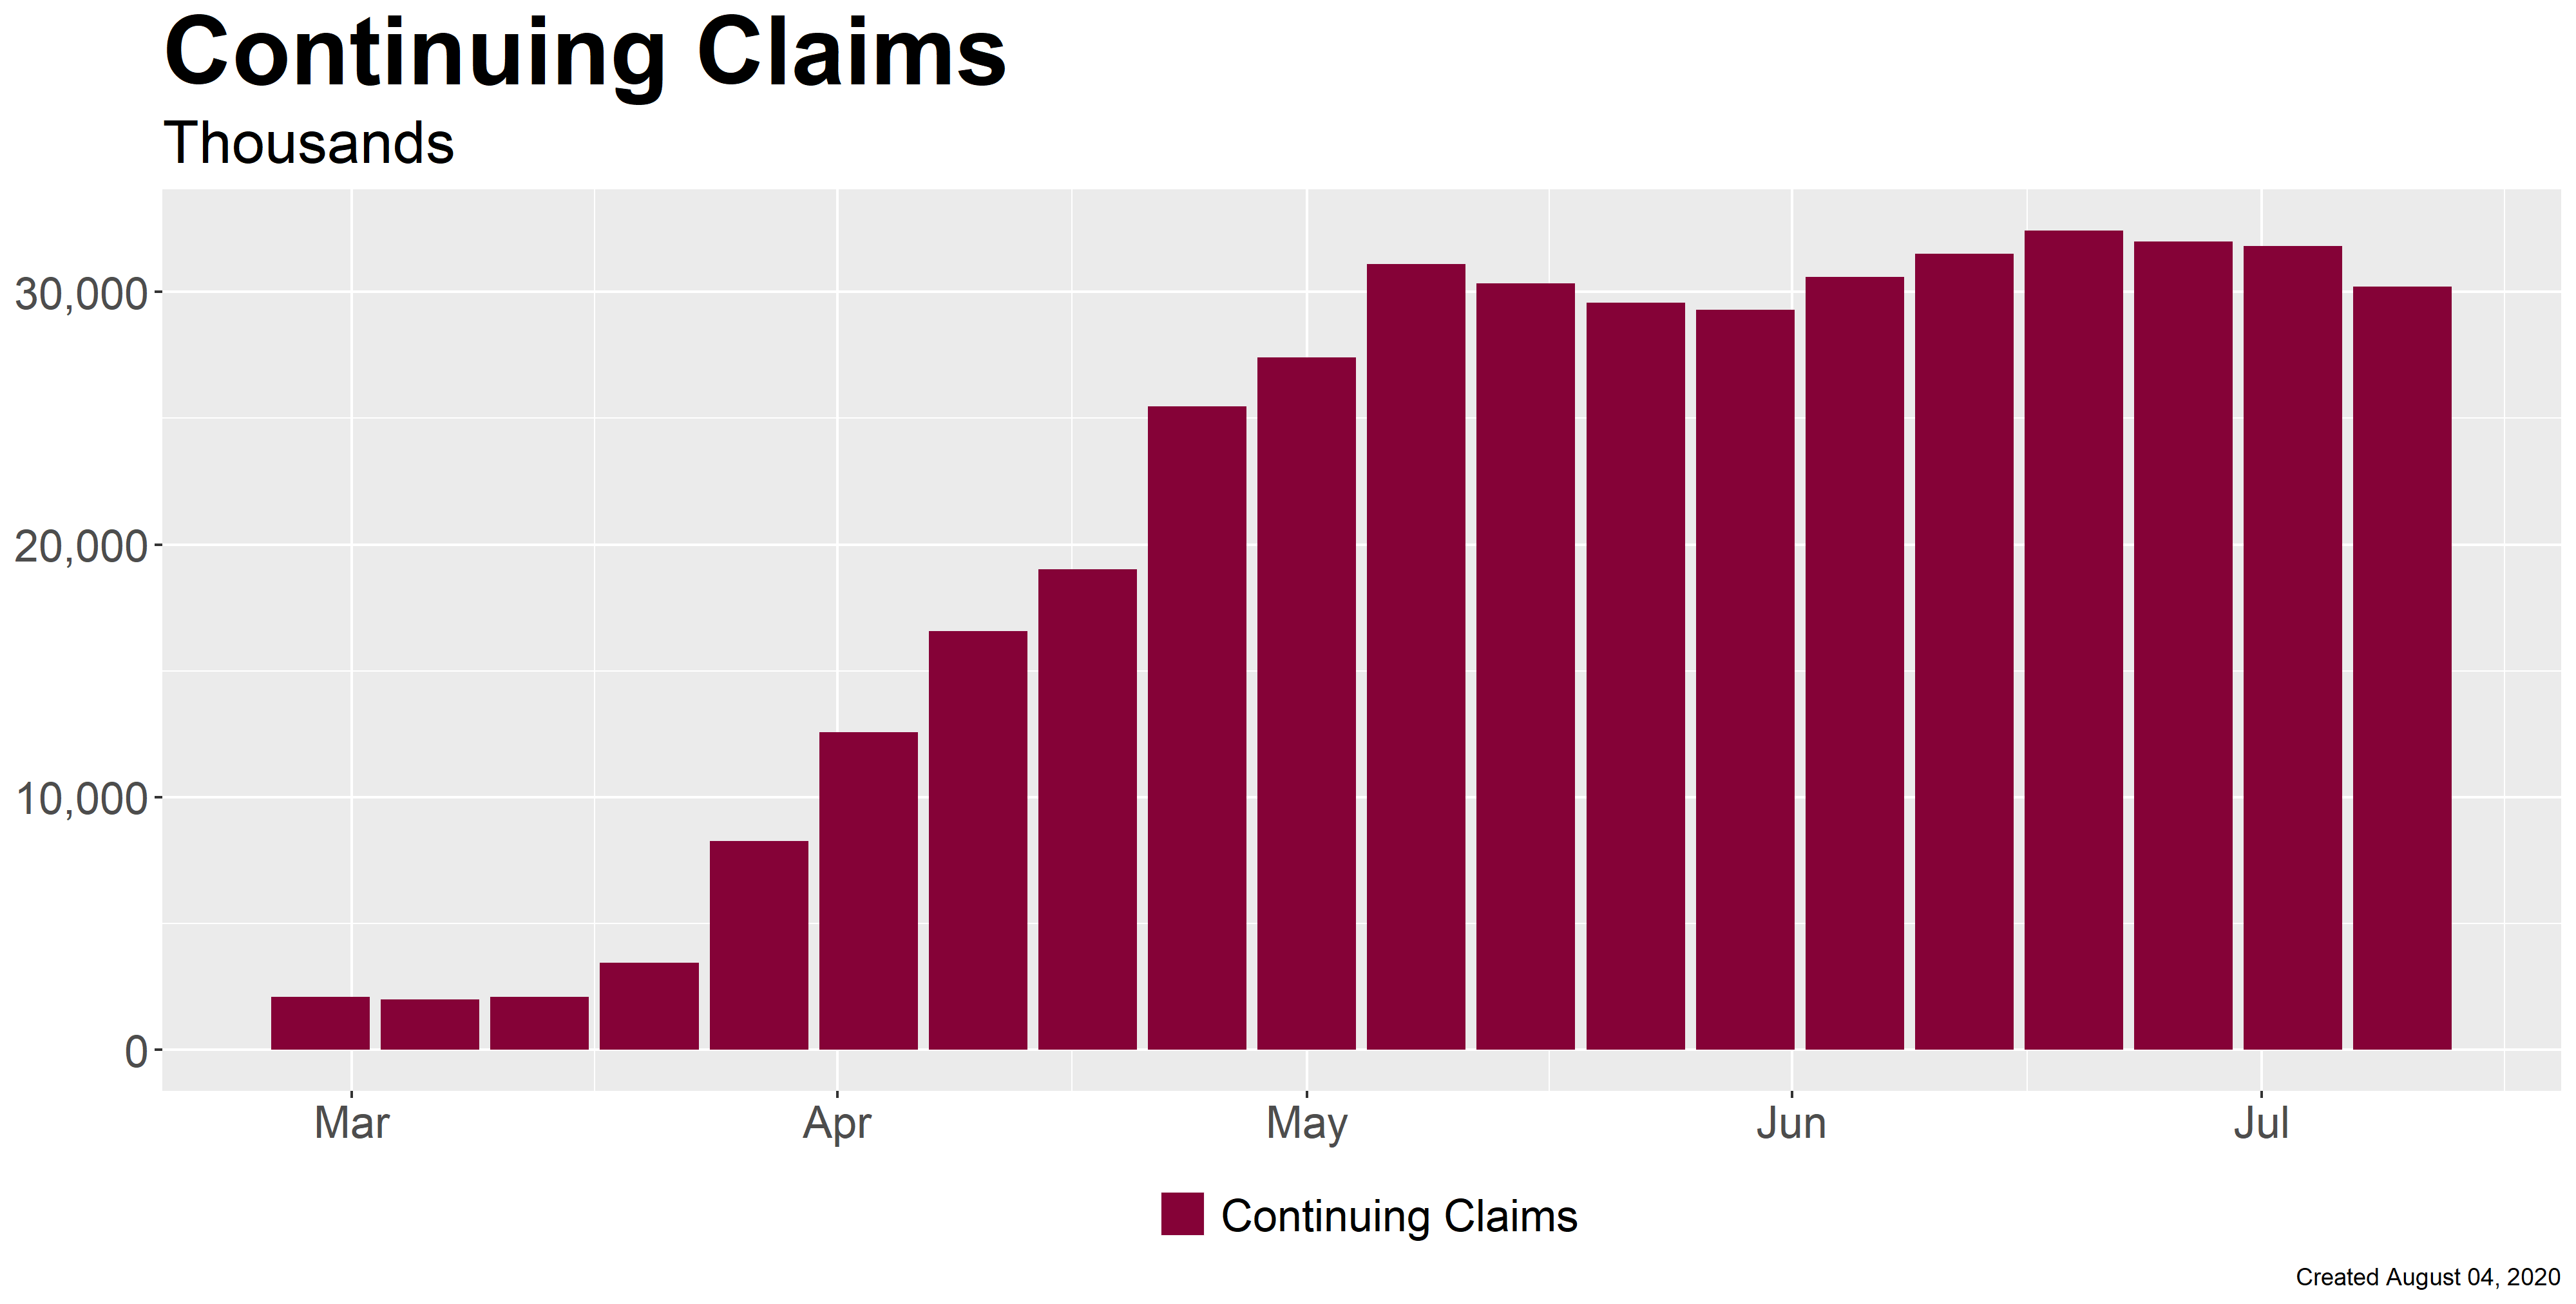 Continuing Claims
Thousands
30,000
20,000
10,000
0
Mar Apr May Jun Jul
Continuing Claims
Created August 04, 2020